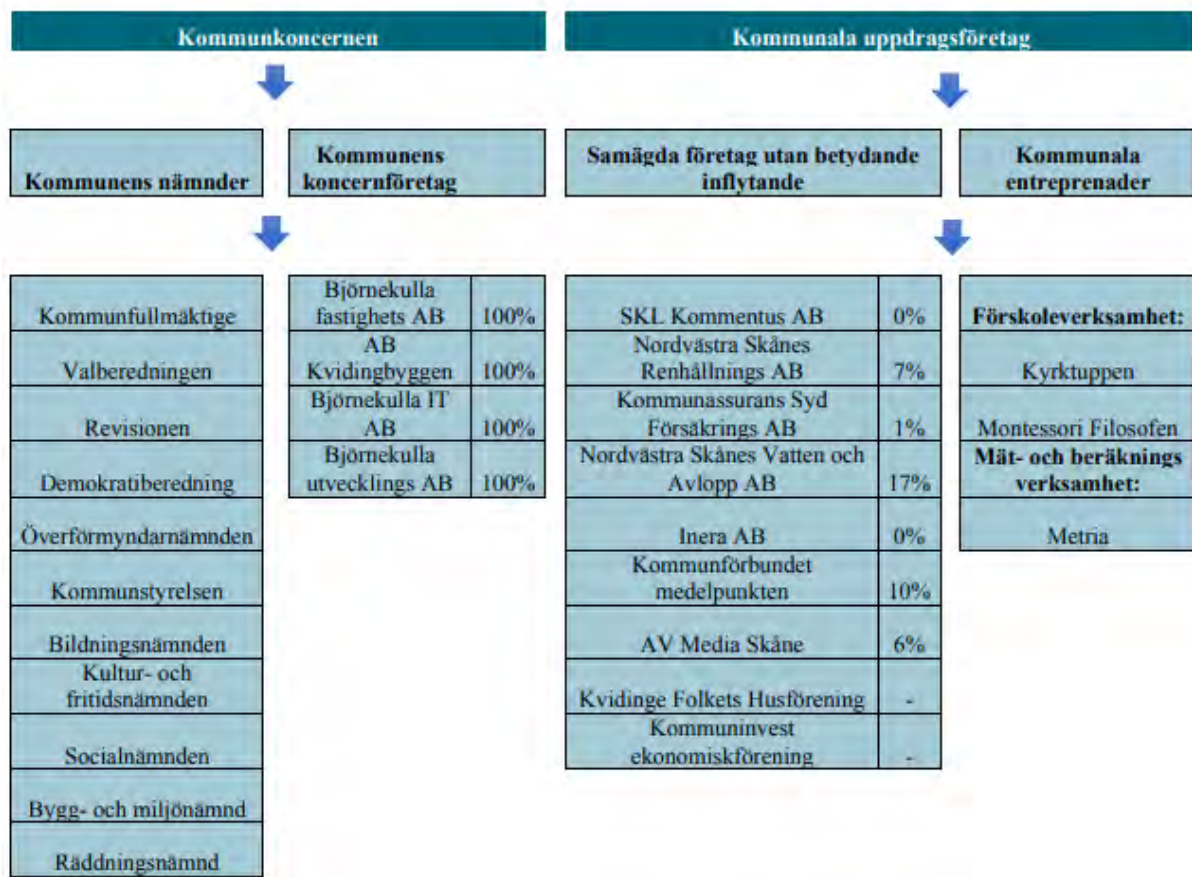 Kommunkoncernen
Kommunala uppdragsföretag
Kommunens nämnder
Kommunens
koncernföretag
Samägda företag utan betydande
inflytande
Kommunala
entreprenader
Kommunfullmäktige
Valberedningen
Revisionen
Demokratiberedning
Överförmyndarnämnden
Kommunstyrelsen
Bildningsnämnden
Kultur- och
fritidsnämnden
Socialnämnden
Bygg- och miljönämnd
Räddningsnämnd
Björnekulla
fastighets AB 100%
AB
Kvidingbyggen 100%
Björnekulla IT
AB 100%
Björnekulla
utvecklings AB 100%
SKL Kommentus AB 0%
Nordvästra Skånes
Renhållnings AB 7%
Kommunassurans Syd
Försäkrings AB 1%
Nordvästra Skånes Vatten och
Avlopp AB 17%
Inera AB 0%
Kommunförbundet
medelpunkten 10%
AV Media Skåne 6%
Kvidinge Folkets Husförening -
Kommuninvest
ekonomiskförening -
Förskoleverksamhet:
Kyrktuppen
Montessori Filosofen
Mät- och beräknings
verksamhet:
Metria